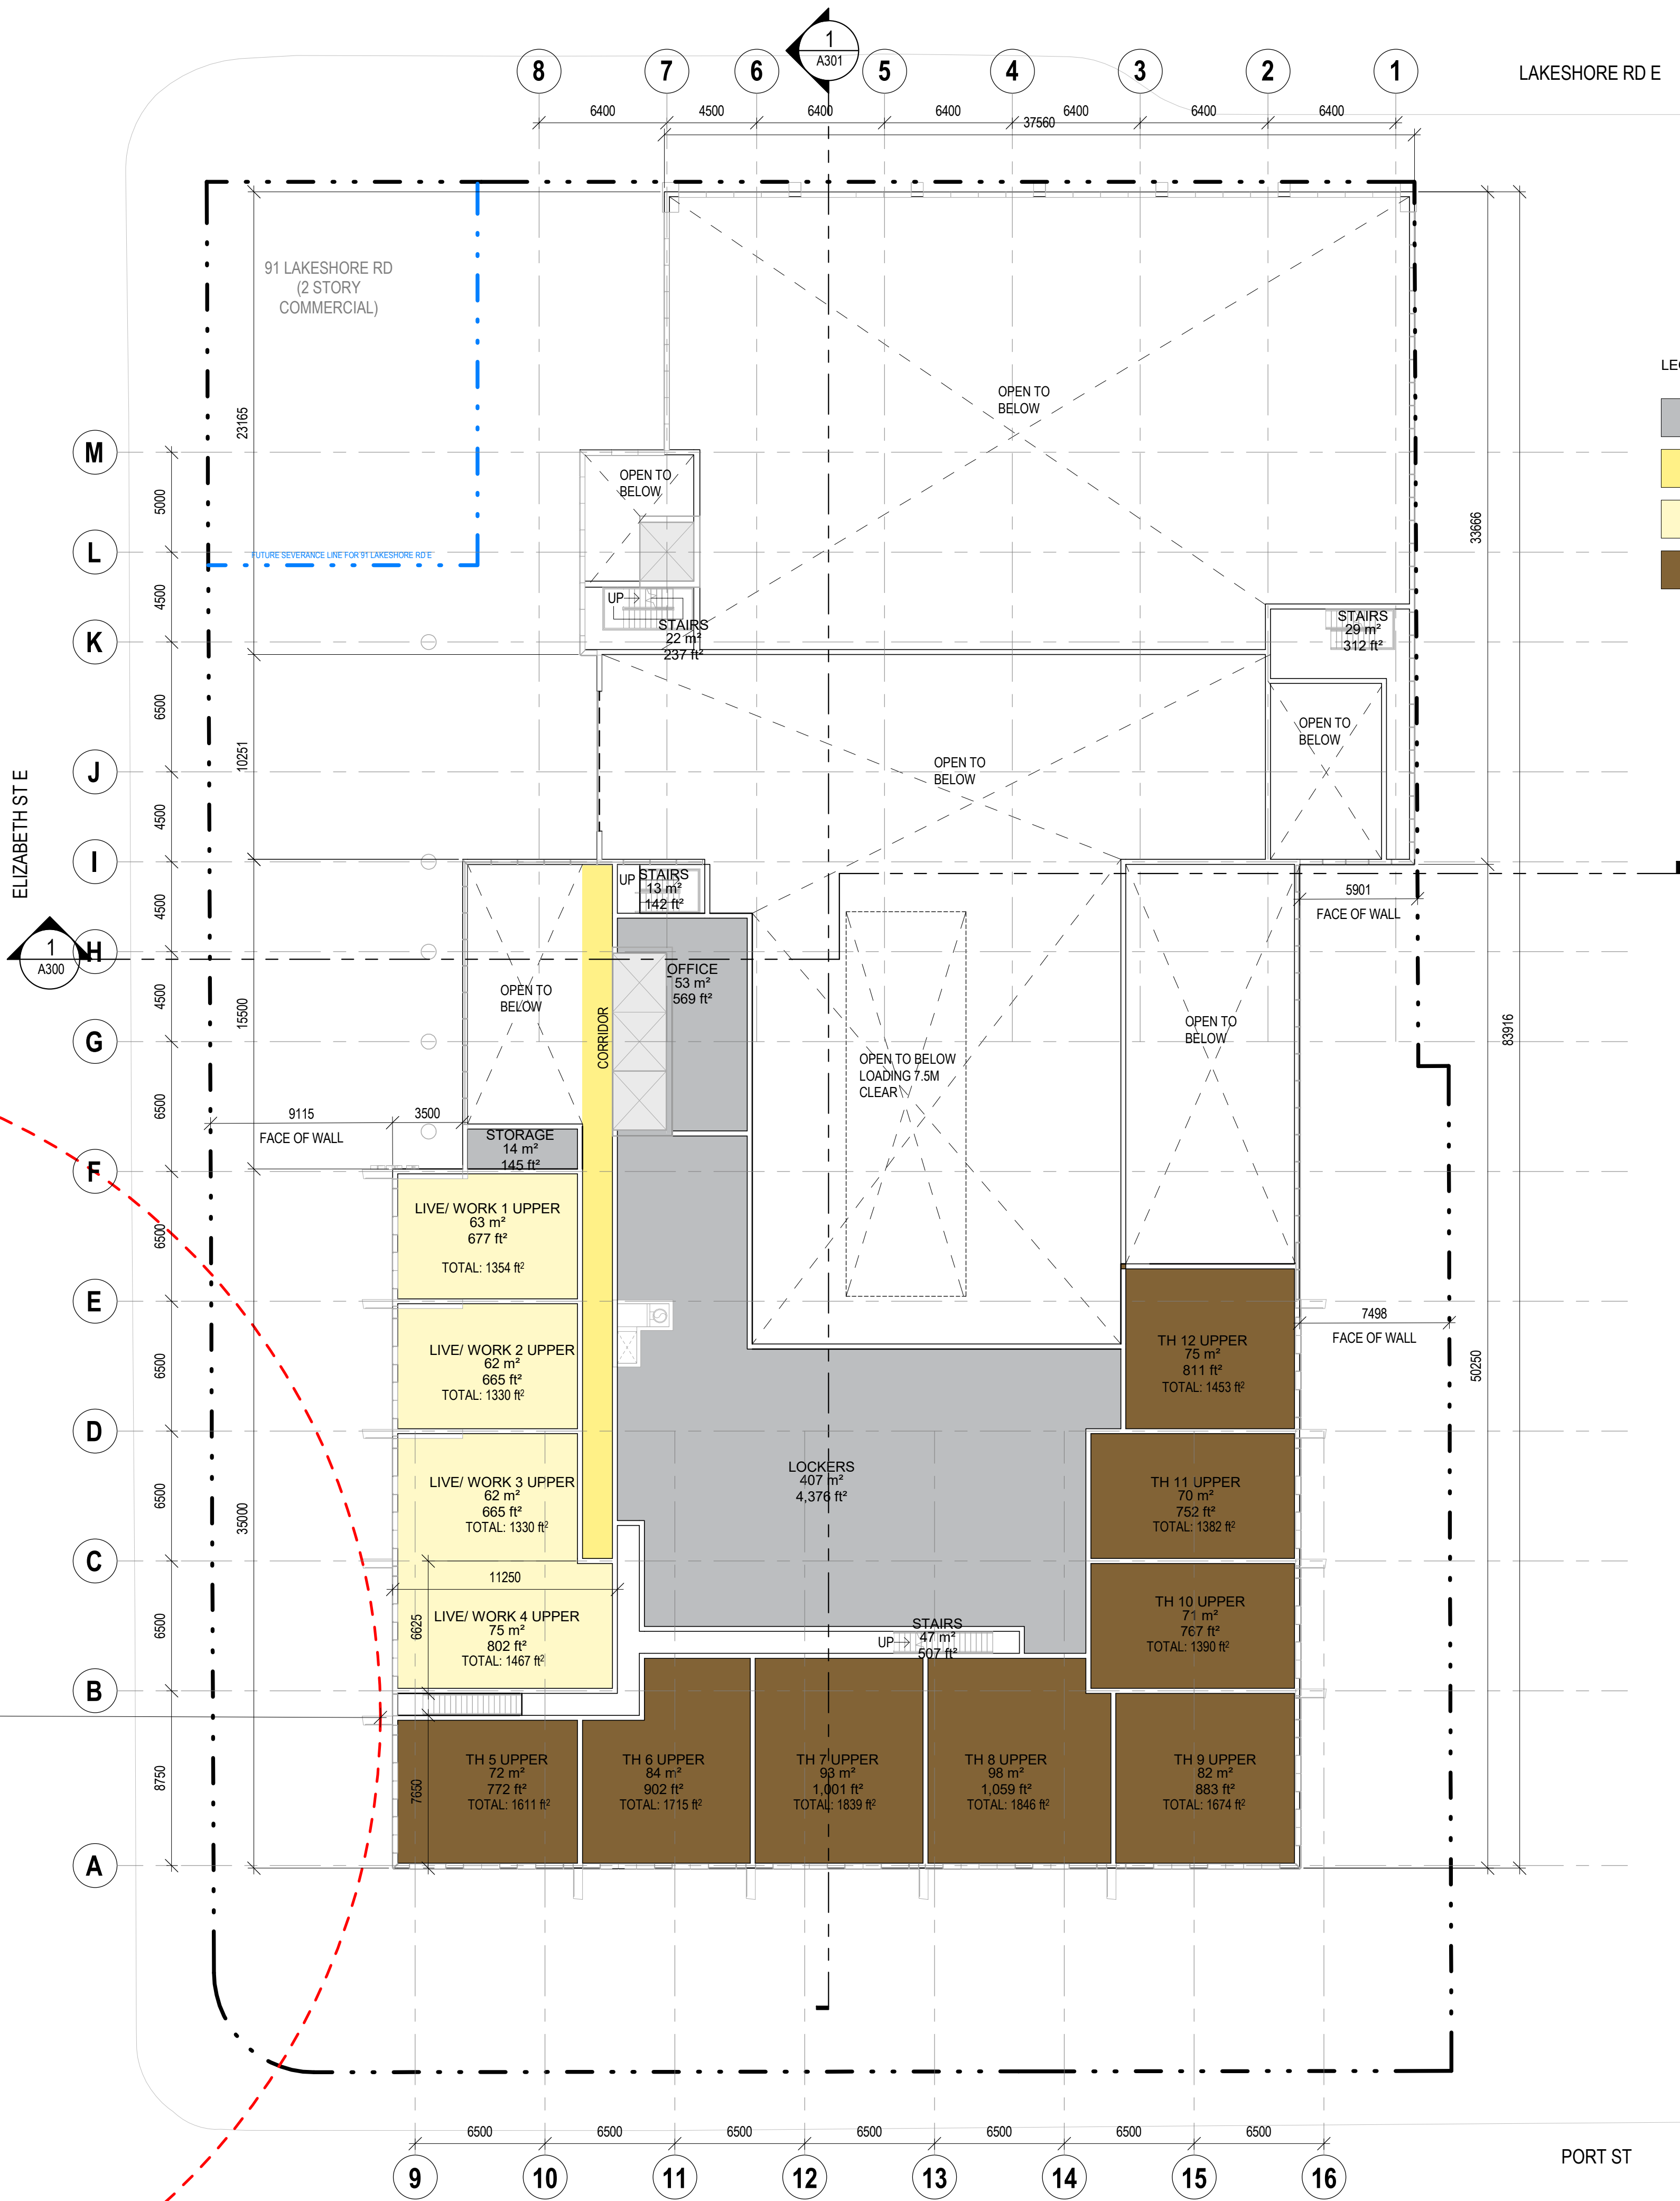 1
A301
LAKESHORE RD E
8
7
6
5
4
3
2
1
6400
4500
6400
6400
6400
6400
6400
37560
91 LAKESHORE RD
(2 STORY
COMMERCIAL)
FUTURE SEVERANCE LINE FOR 91 LAKESHORE RD E
M
L
K
J
I
H
G
F
E
D
C
B
A
5000
4500
6500
4500
4500
4500
6500
6500
6500
6500
6500
8750
23165
10251
15500
35000
ELIZABETH ST E
1
A300
OPEN TO
BELOW
OPEN TO
BELOW
UP
STAIRS
22 m²
237 ft²
STAIRS
29 m²
312 ft²
OPEN TO
BELOW
OPEN TO
BELOW
33666
83916
50250
5901
FACE OF WALL
UP
STAIRS
13 m²
142 ft²
OFFICE
53 m²
569 ft²
OPEN TO
BELOW
CORRIDOR
OPEN TO BELOW
LOADING 7.5M
CLEAR
OPEN TO
BELOW
9115
FACE OF WALL
3500
STORAGE
14 m²
145 ft²
LIVE/ WORK 1 UPPER
63 m²
677 ft²
TOTAL: 1354 ft²
LIVE/ WORK 2 UPPER
62 m²
665 ft²
TOTAL: 1330 ft²
LIVE/ WORK 3 UPPER
62 m²
665 ft²
TOTAL: 1330 ft²
11250
6625
LIVE/ WORK 4 UPPER
75 m²
802 ft²
TOTAL: 1467 ft²
LOCKERS
407 m²
4,376 ft²
STAIRS
47 m²
507 ft²
UP
7498
FACE OF WALL
TH 12 UPPER
75 m²
811 ft²
TOTAL: 1453 ft²
TH 11 UPPER
70 m²
752 ft²
TOTAL: 1382 ft²
TH 10 UPPER
71 m²
767 ft²
TOTAL: 1390 ft²
7650
TH 5 UPPER
72 m²
772 ft²
TOTAL: 1611 ft²
TH 6 UPPER
84 m²
902 ft²
TOTAL: 1715 ft²
TH 7 UPPER
93 m²
1,001 ft²
TOTAL: 1839 ft²
TH 8 UPPER
98 m²
1,059 ft²
TOTAL: 1846 ft²
TH 9 UPPER
82 m²
883 ft²
TOTAL: 1674 ft²
6500
6500
6500
6500
6500
6500
6500
9
10
11
12
13
14
15
16
PORT ST